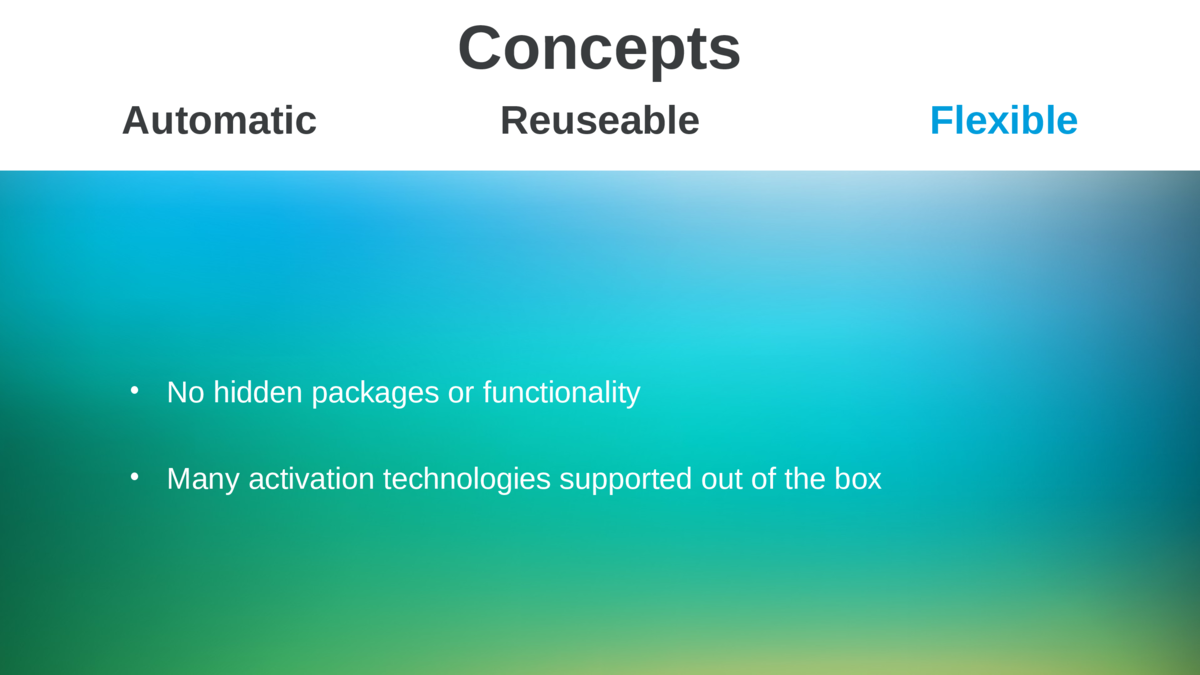 Concepts
Automatic Reuseable Flexible
• No hidden packages or functionality
• Many activation technologies supported out of the box